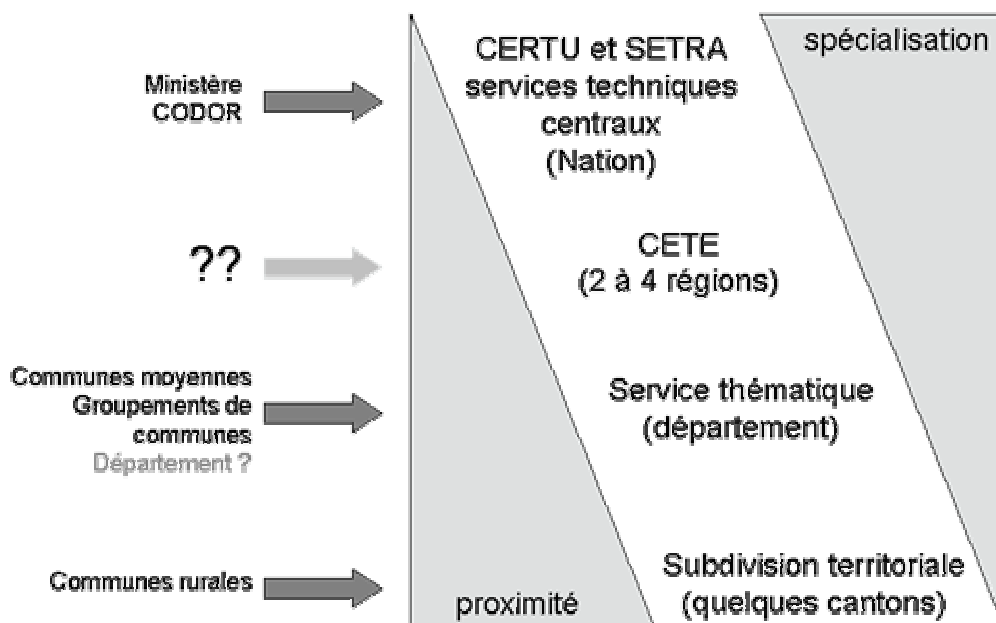 Ministère
CODOR
CERTU et SETRA
services techniques
centraux
(Nation)
spécialisation
??
CETE
(2 à 4 régions)
Communes moyennes
Groupements de
communes
Département ?
Service thématique
(département)
Communes rurales
proximité
Subdivision territoriale
(quelques cantons)